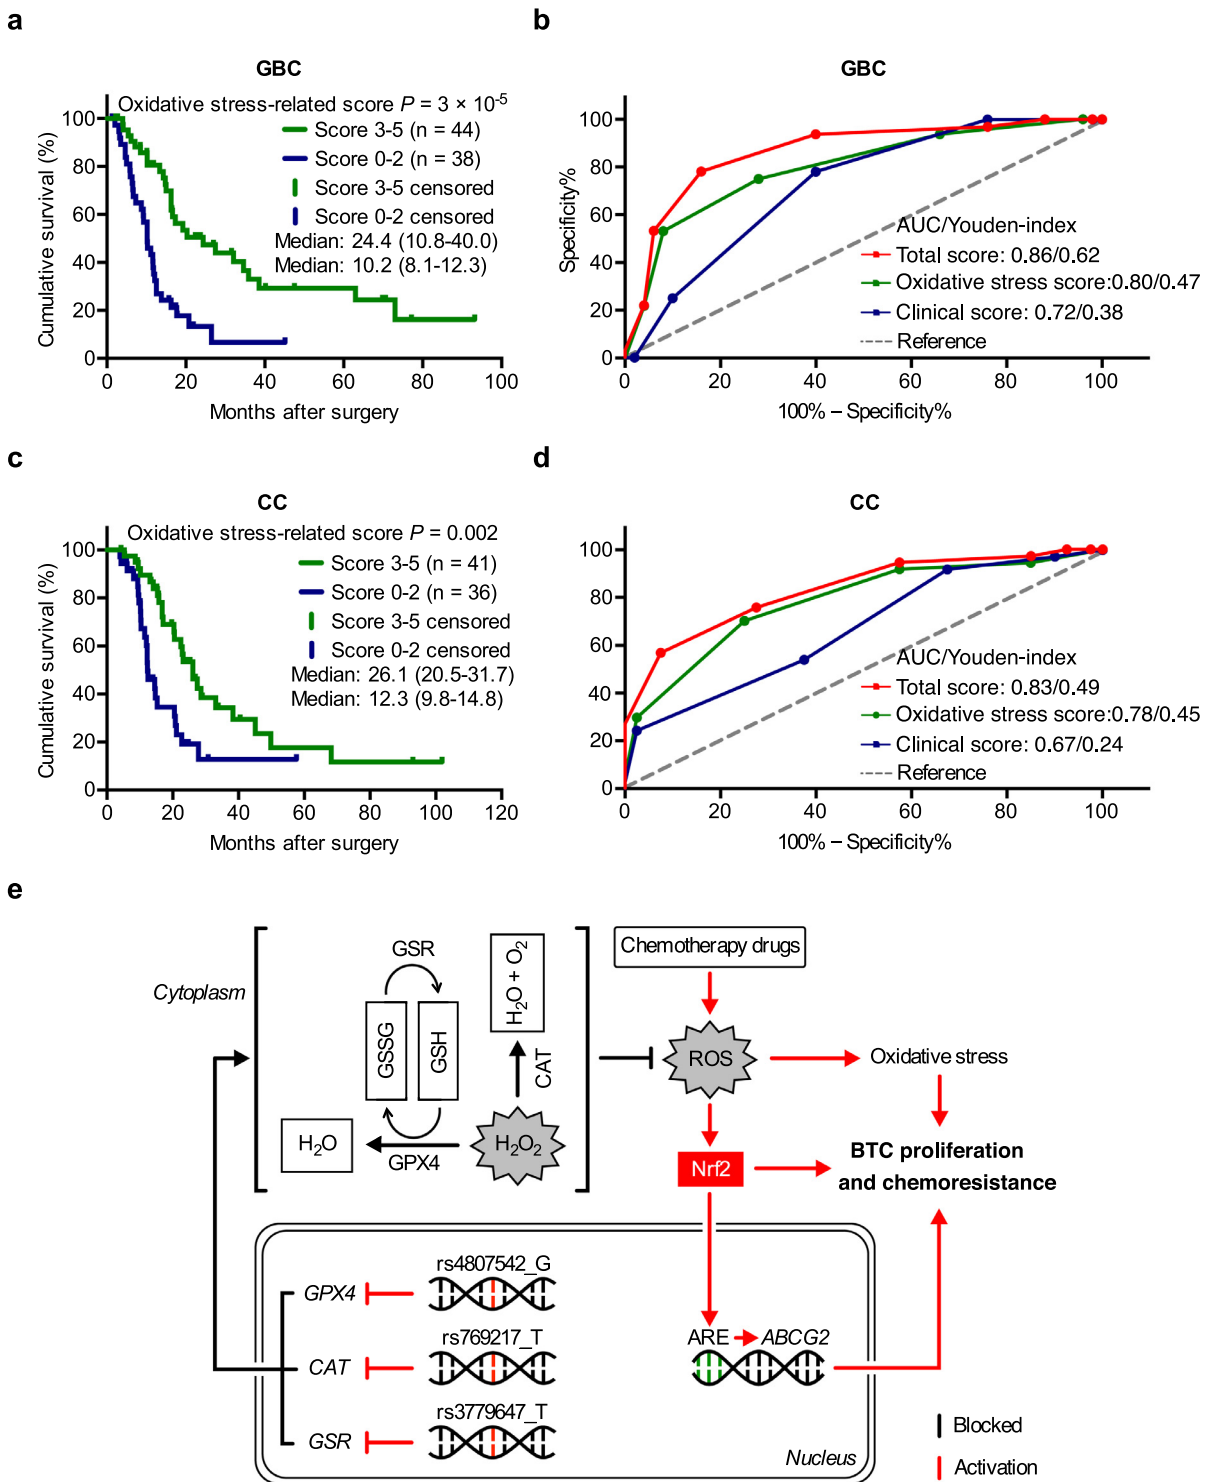 a
GBC
Oxidative stress-related score P = 3 × 10⁻⁵
Score 3-5 (n = 44)
Score 0-2 (n = 38)
Score 3-5 censored
Score 0-2 censored
Median: 24.4 (10.8-40.0)
Median: 10.2 (8.1-12.3)
Cumulative survival (%)
100
80
60
40
20
0
0 20 40 60 80 100
Months after surgery
b
GBC
Specificity%
100
80
60
40
20
0
AUC/Youden-index
Total score: 0.86/0.62
Oxidative stress score:0.80/0.47
Clinical score: 0.72/0.38
Reference
0 20 40 60 80 100
100% – Specificity%
c
CC
Oxidative stress-related score P = 0.002
Score 3-5 (n = 41)
Score 0-2 (n = 36)
Score 3-5 censored
Score 0-2 censored
Median: 26.1 (20.5-31.7)
Median: 12.3 (9.8-14.8)
Cumulative survival (%)
100
80
60
40
20
0
0 20 40 60 80 100 120
Months after surgery
d
CC
100
80
60
40
20
0
AUC/Youden-index
Total score: 0.83/0.49
Oxidative stress score:0.78/0.45
Clinical score: 0.67/0.24
Reference
0 20 40 60 80 100
100% – Specificity%
e
Cytoplasm
GSR
GSSG
GSH
H₂O + O₂
CAT
H₂O
GPX4
H₂O₂
Chemotherapy drugs
ROS
Oxidative stress
Nrf2
BTC proliferation
and chemoresistance
rs4807542_G
GPX4
rs769217_T
CAT
rs3779647_T
GSR
ARE
ABCG2
Nucleus
Blocked
Activation